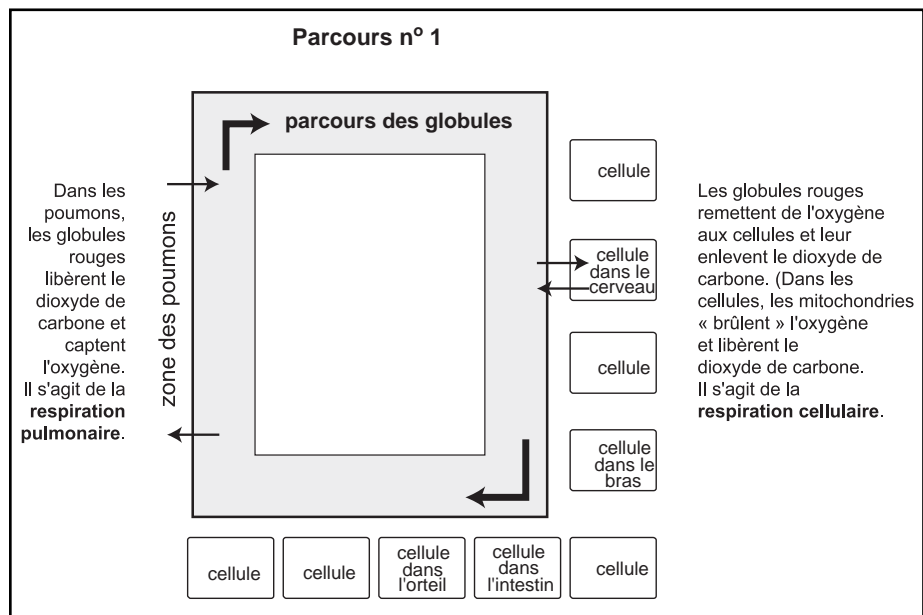 Parcours nº 1
parcours des globules
Dans les
poumons,
les globules
rouges
libèrent le
dioxyde de
carbone et
captent
l'oxygène.
Il s'agit de la
respiration
pulmonaire.
zone des poumons
cellule
cellule
dans le
cerveau
cellule
cellule
dans le
bras
Les globules rouges
remettent de l'oxygène
aux cellules et leur
enlevent le dioxyde de
carbone. (Dans les
cellules, les mitochondries
« brûlent » l'oxygène
et libèrent le
dioxyde de carbone.
Il s'agit de la
respiration cellulaire.
cellule
cellule
cellule
dans
l'orteil
cellule
dans
l'intestin
cellule